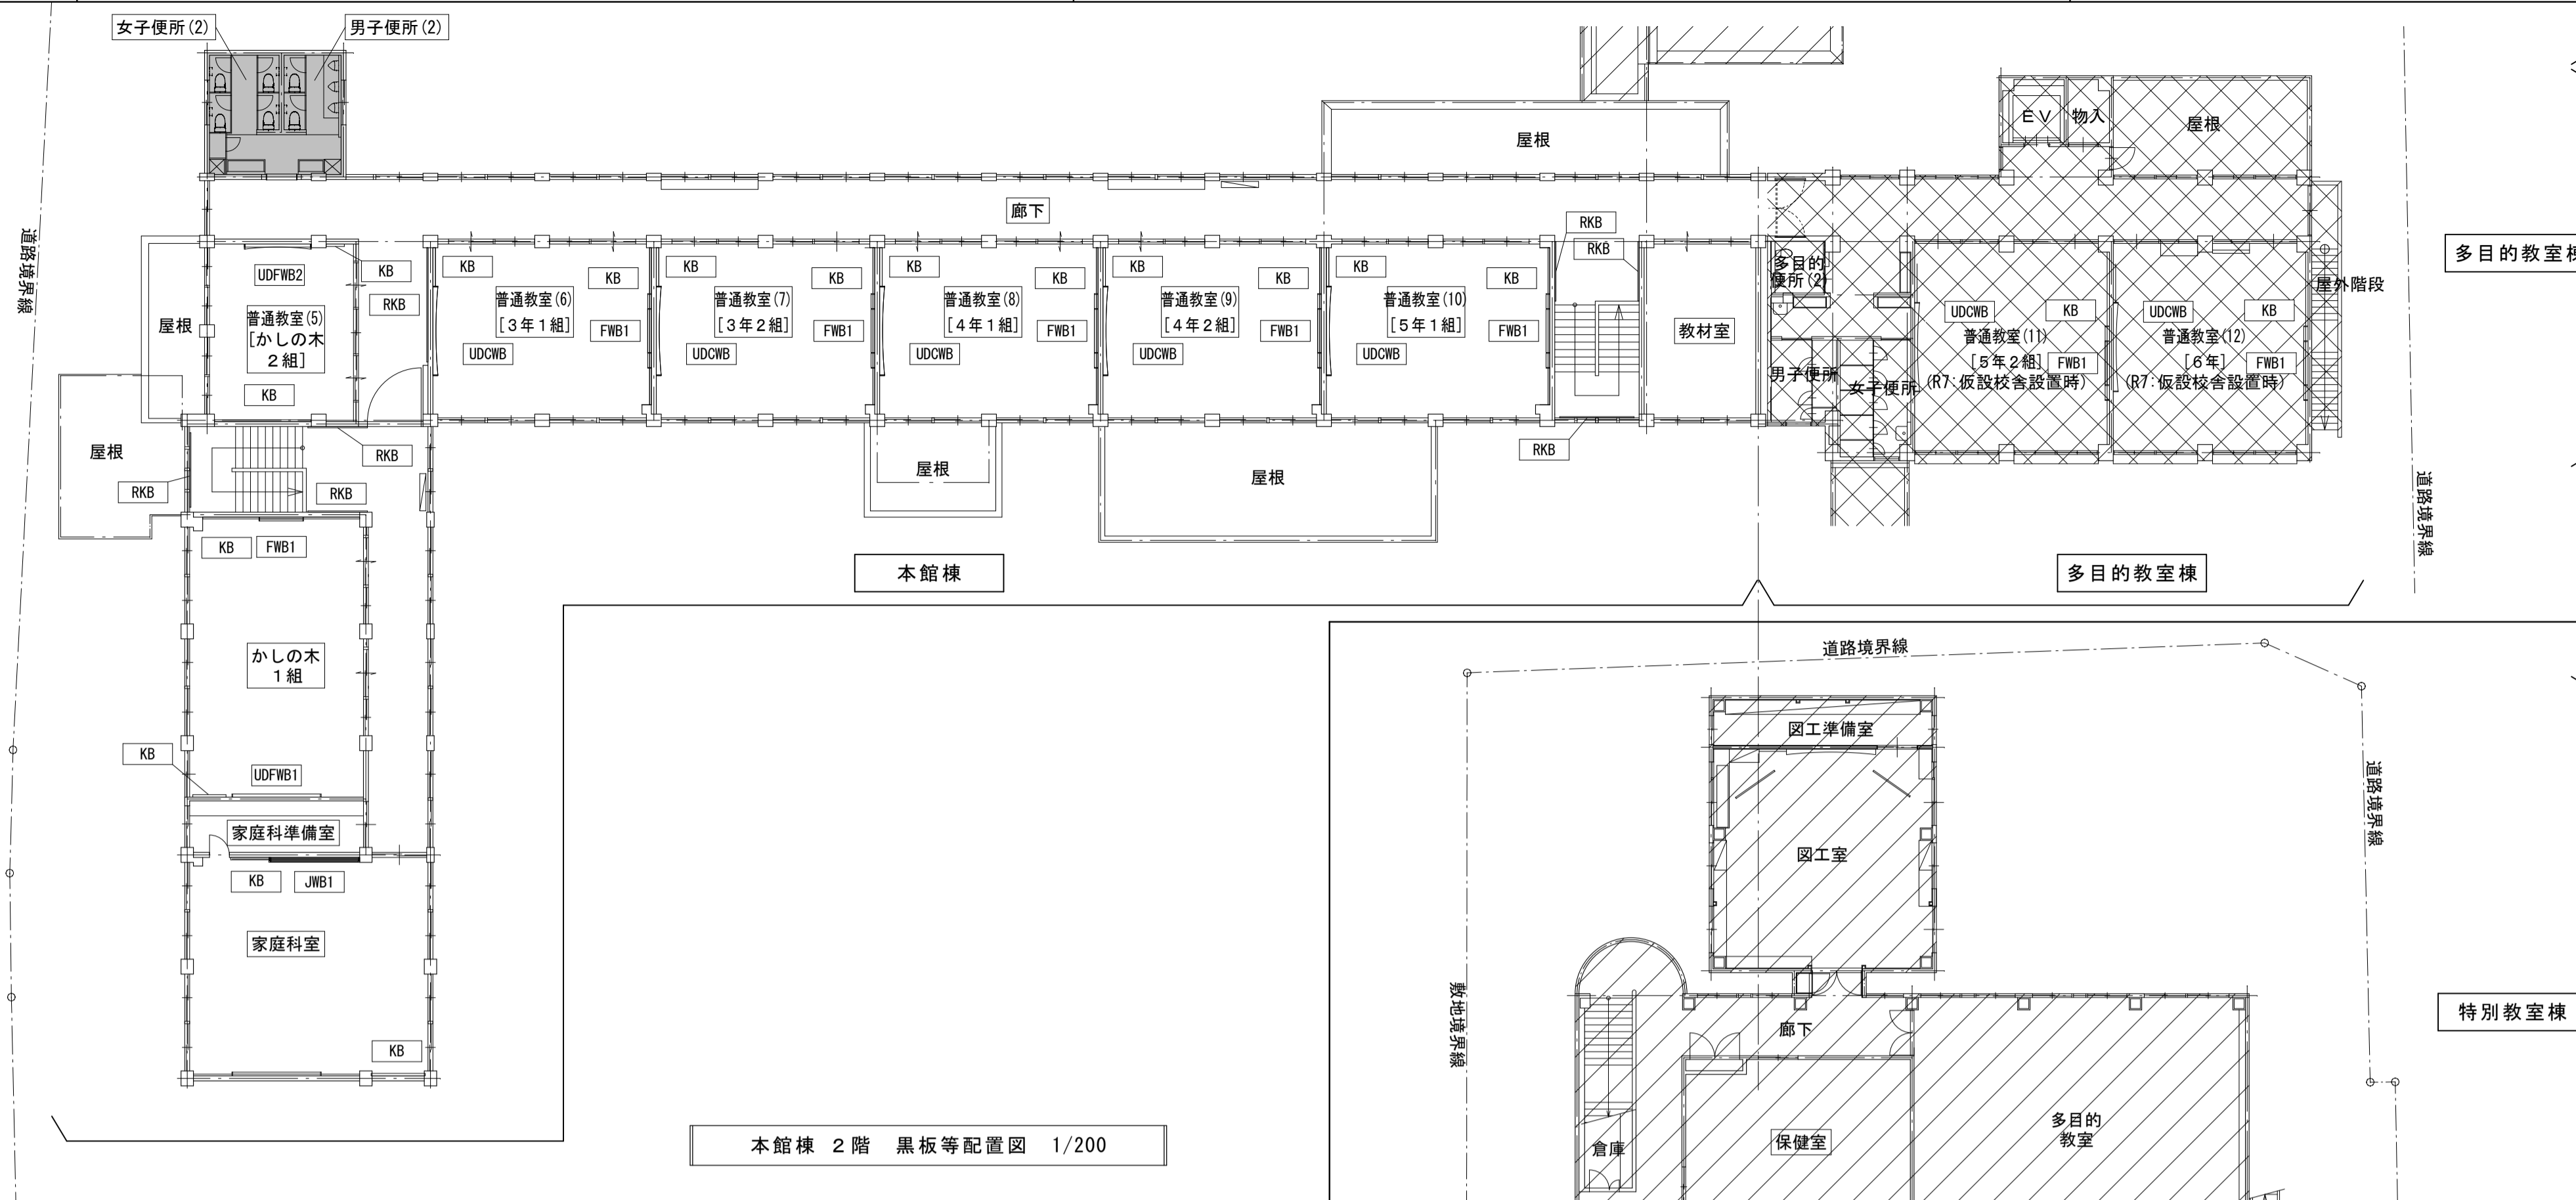 女子便所(2)
男子便所(2)
道路境界線
屋根
廊下
RKB
RKB
EV
物入
屋根
多目的教室棟
UDFWB2
KB
RKB
普通教室(5)
[かしの木
2組]
KB
屋根
KB
KB
普通教室(6)
[3年1組]
FWB1
UDCWB
KB
KB
普通教室(7)
[3年2組]
FWB1
UDCWB
KB
KB
普通教室(8)
[4年1組]
FWB1
UDCWB
KB
KB
普通教室(9)
[4年2組]
FWB1
UDCWB
KB
KB
普通教室(10)
[5年1組]
FWB1
UDCWB
教材室
多目的
便所(2)
男子便所
女子便所
UDCWB
KB
普通教室(11)
[5年2組]
FWB1
(R7:仮設校舎設置時)
UDCWB
KB
普通教室(12)
[6年]
FWB1
(R7:仮設校舎設置時)
屋外階段
屋根
RKB
RKB
RKB
屋根
屋根
RKB
道路境界線
KB
FWB1
本館棟
多目的教室棟
かしの木
1組
KB
UDFWB1
家庭科準備室
KB
JWB1
家庭科室
KB
道路境界線
図工準備室
道路境界線
図工室
敷地境界線
廊下
特別教室棟
倉庫
保健室
多目的
教室
本館棟 2階 黒板等配置図 1/200